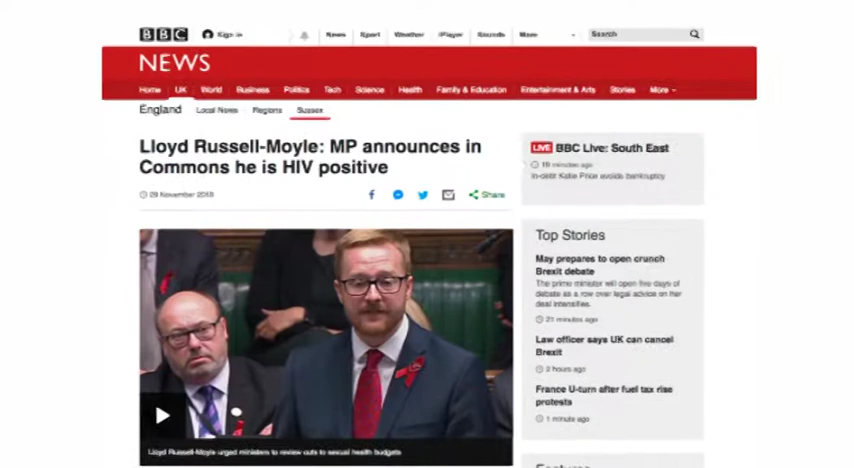 BBC Sign in News Sport Weather iPlayer Sounds More Search
NEWS
Home UK World Business Politics Tech Science Health Family & Education Entertainment & Arts Stories More
England Local News Regions Sussex
Lloyd Russell-Moyle: MP announces in
Commons he is HIV positive
29 November 2018
Share
Lloyd Russell-Moyle urged ministers to review cuts to sexual health budgets
LIVE BBC Live: South East
19 minutes ago
In-debt Katie Price avoids bankruptcy
Top Stories
May prepares to open crunch
Brexit debate
The prime minister will open five days of
debate as a row over legal advice on her
deal intensifies.
21 minutes ago
Law officer says UK can cancel
Brexit
2 hours ago
France U-turn after fuel tax rise
protests
1 minute ago
Features